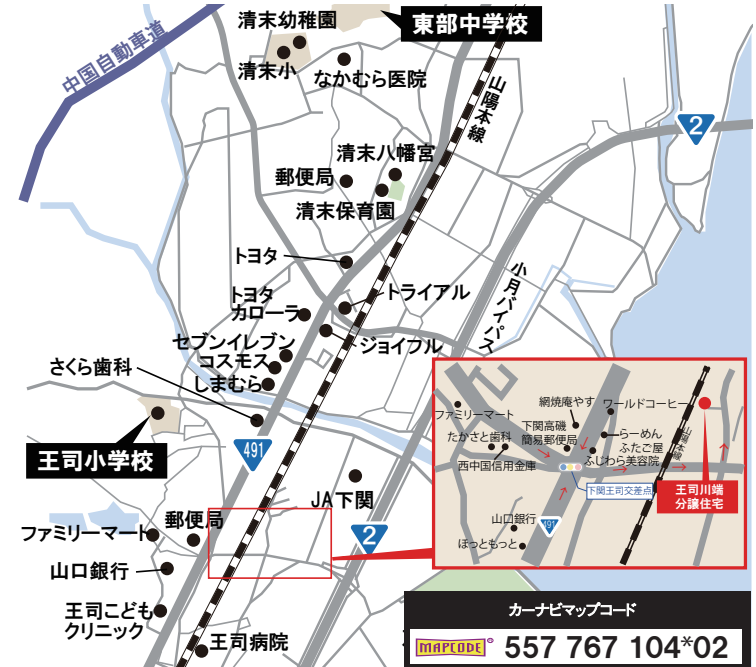 清末幼稚園
東部中学校
中国自動車道
清末小
なかむら医院
山陽本線
2
清末八幡宮
郵便局
清末保育園
トヨタ
小月バイパス
トヨタ
カローラ
トライアル
セブンイレブン
ジョイフル
コスモス
さくら歯科
しまむら
491
王司小学校
JA下関
2
ファミリーマート
郵便局
山口銀行
王司こども
クリニック
王司病院
網焼庵やす
ワールドコーヒー
ファミリーマート
下関高磯
簡易郵便局
らーめん
ふたご屋
たかさと歯科
山陽本線
西中国信用金庫
ふじわら美容院
下関王司交差点
王司川端
分譲住宅
山口銀行
491
ほっともっと
カーナビマップコード
MAPCODE® 557 767 104*02